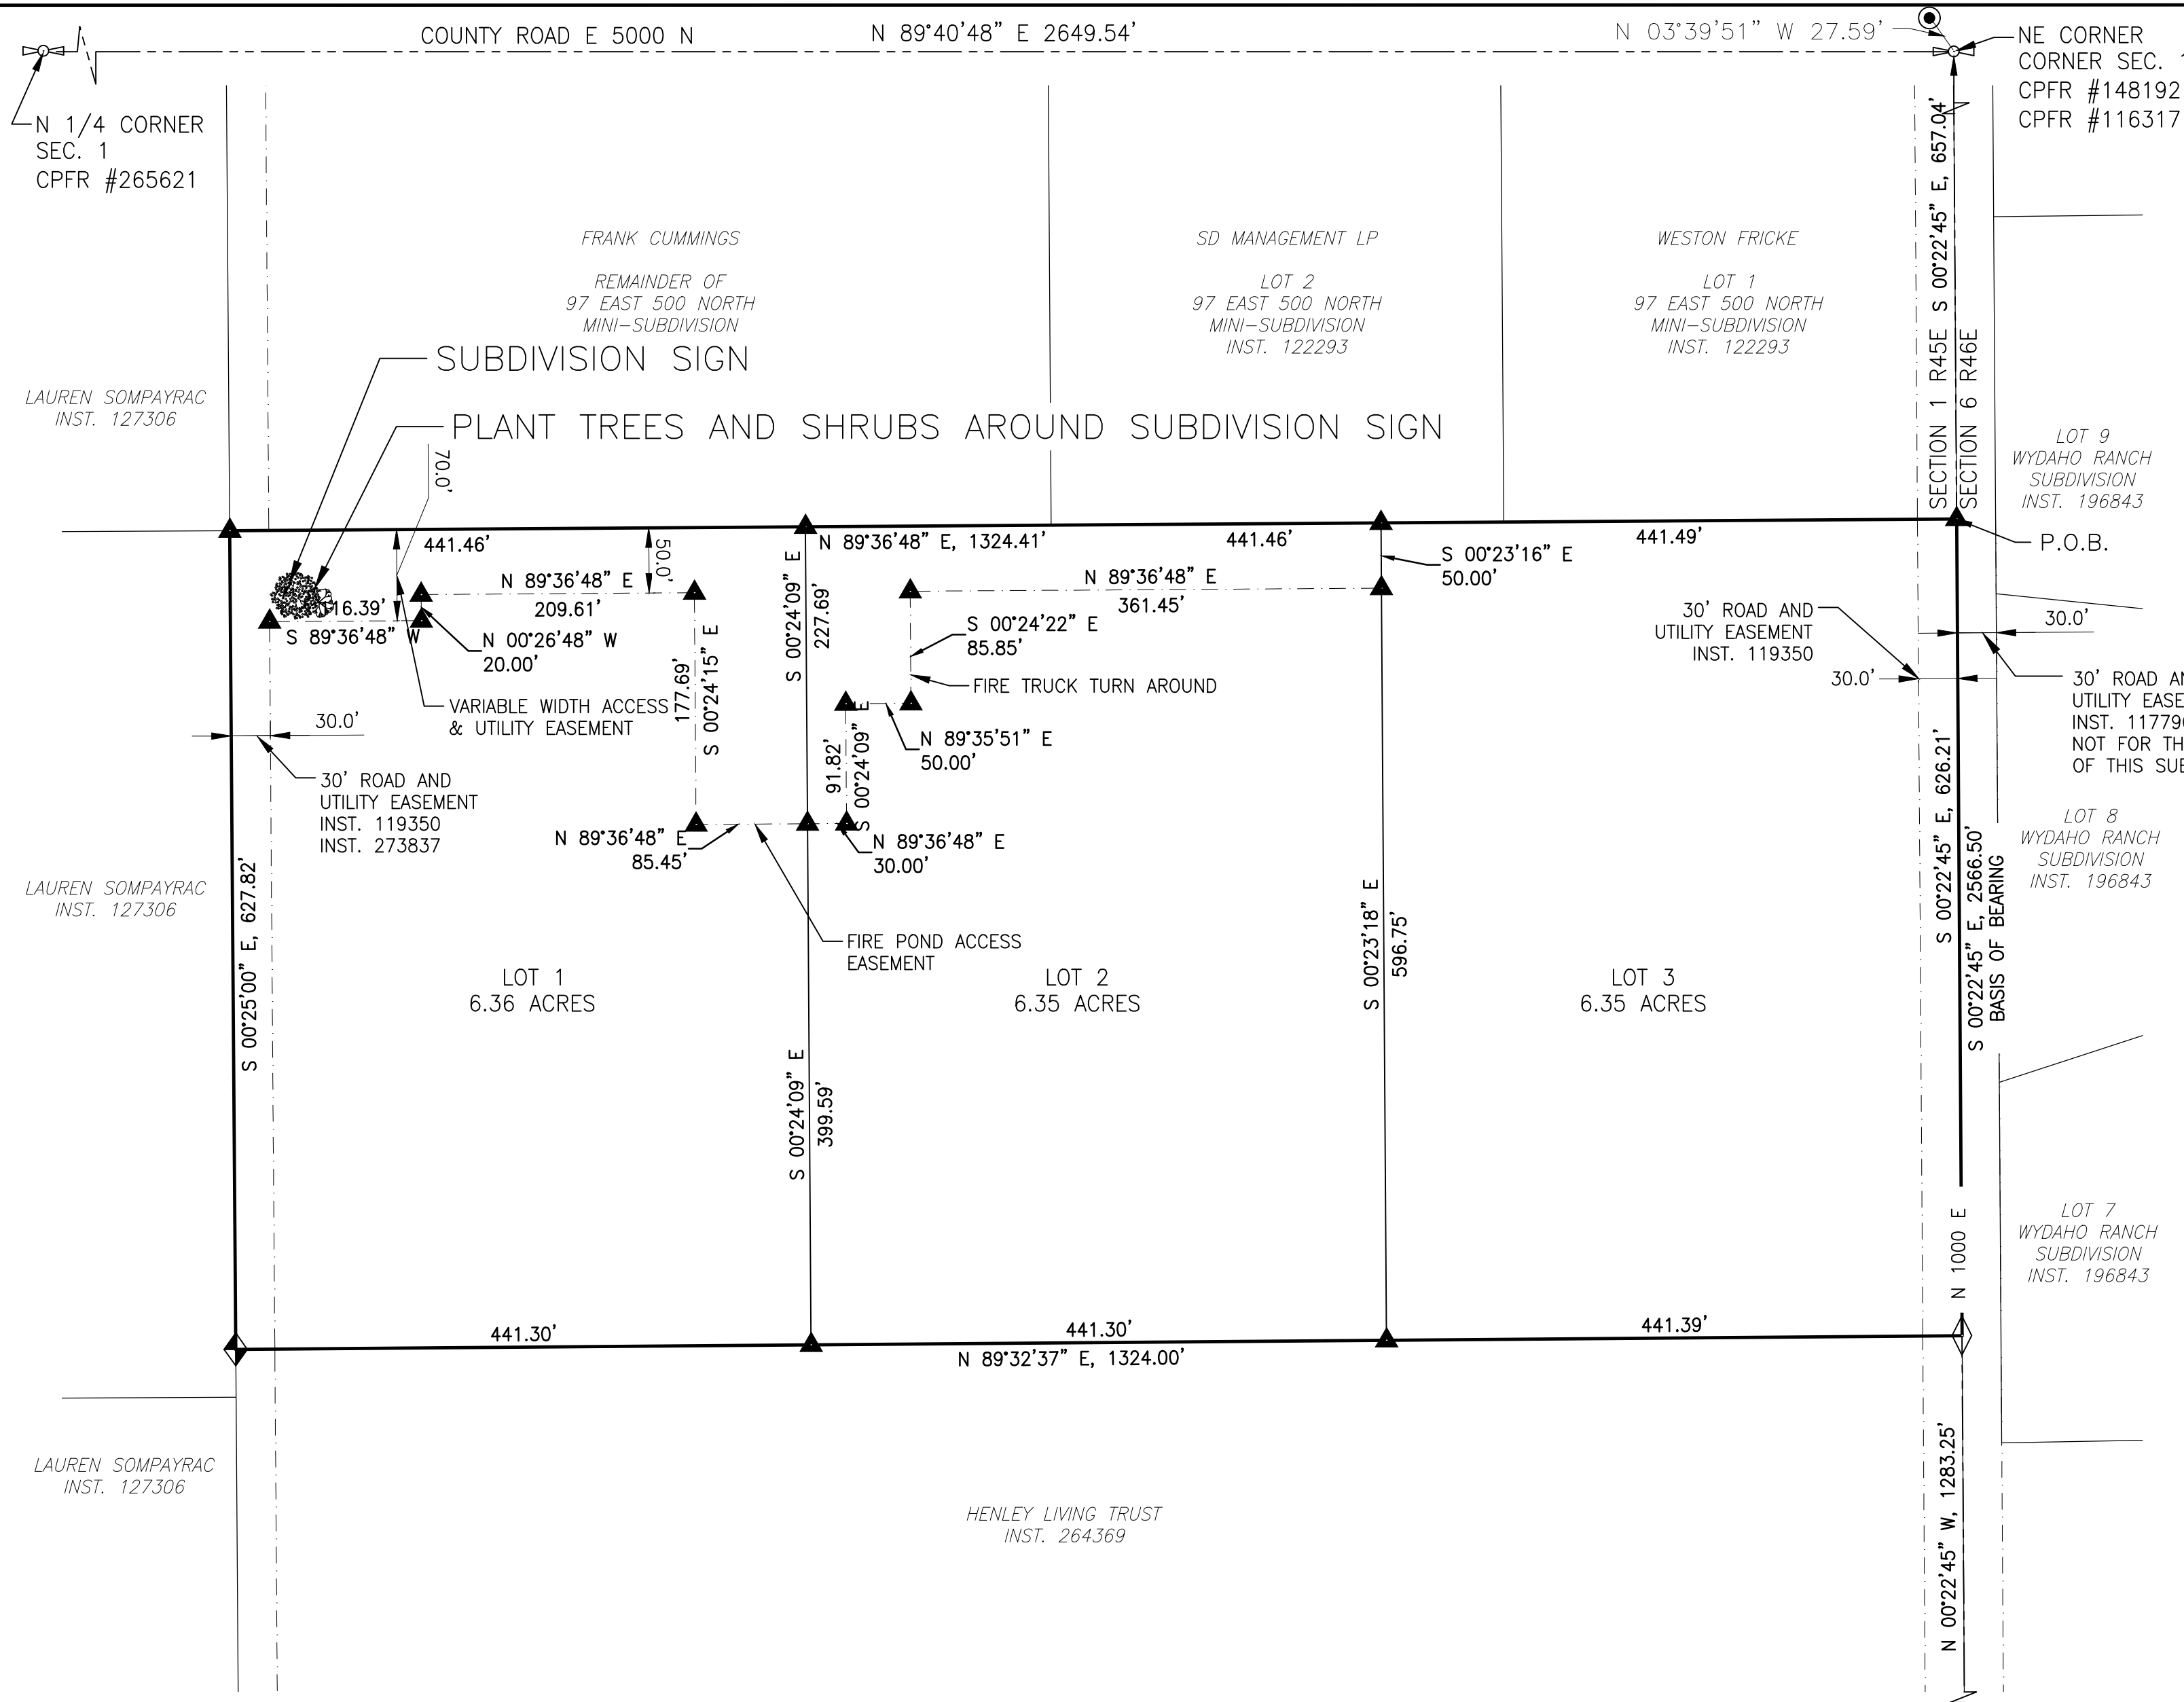 COUNTY ROAD E 5000 N
N 89°40'48" E 2649.54'
N 03°39'51" W 27.59'
NE CORNER
CORNER SEC.
CPFR #148192
CPFR #116317
N 1/4 CORNER
SEC. 1
CPFR #265621
S 00°22'45" E, 657.04'
FRANK CUMMINGS
REMAINDER OF
97 EAST 500 NORTH
MINI-SUBDIVISION
SD MANAGEMENT LP
LOT 2
97 EAST 500 NORTH
MINI-SUBDIVISION
INST. 122293
WESTON FRICKE
LOT 1
97 EAST 500 NORTH
MINI-SUBDIVISION
INST. 122293
SECTION 1 R45E
SECTION 6 R46E
SUBDIVISION SIGN
PLANT TREES AND SHRUBS AROUND SUBDIVISION SIGN
LAUREN SOMPAYRAC
INST. 127306
LOT 9
WYDAHO RANCH
SUBDIVISION
INST. 196843
70.0'
441.46'
50.0'
N 89°36'48" E, 1324.41'
441.46'
441.49'
P.O.B.
S 00°23'16" E
50.00'
N 89°36'48" E
209.61'
N 89°36'48" E
361.45'
16.39'
S 89°36'48" W
N 00°26'48" W
20.00'
S 00°24'09" E
227.69'
S 00°24'22" E
85.85'
FIRE TRUCK TURN AROUND
30' ROAD AND
UTILITY EASEMENT
INST. 119350
30.0'
30.0'
30' ROAD
UTILITY
INST.
NOT FOR
OF THIS
VARIABLE WIDTH ACCESS
& UTILITY EASEMENT
177.69'
S 00°24'15" E
30.0'
30' ROAD AND
UTILITY EASEMENT
INST. 119350
INST. 273837
91.82'
S 00°24'09" E
N 89°35'51" E
50.00'
N 89°36'48" E
85.45'
N 89°36'48" E
30.00'
FIRE POND ACCESS
EASEMENT
LAUREN SOMPAYRAC
INST. 127306
S 00°25'00" E, 627.82'
LOT 1
6.36 ACRES
LOT 2
6.35 ACRES
LOT 3
6.35 ACRES
S 00°23'18" E
596.75'
S 00°22'45" E, 626.21'
S 00°22'45" E, 2566.50'
BASIS OF BEARING
LOT 8
WYDAHO RANCH
SUBDIVISION
INST. 196843
S 00°24'09" E
399.59'
N 1000 E
LOT 7
WYDAHO RANCH
SUBDIVISION
INST. 196843
441.30'
441.30'
441.39'
N 89°32'37" E, 1324.00'
LAUREN SOMPAYRAC
INST. 127306
HENLEY LIVING TRUST
INST. 264369
N 00°22'45" W, 1283.25'